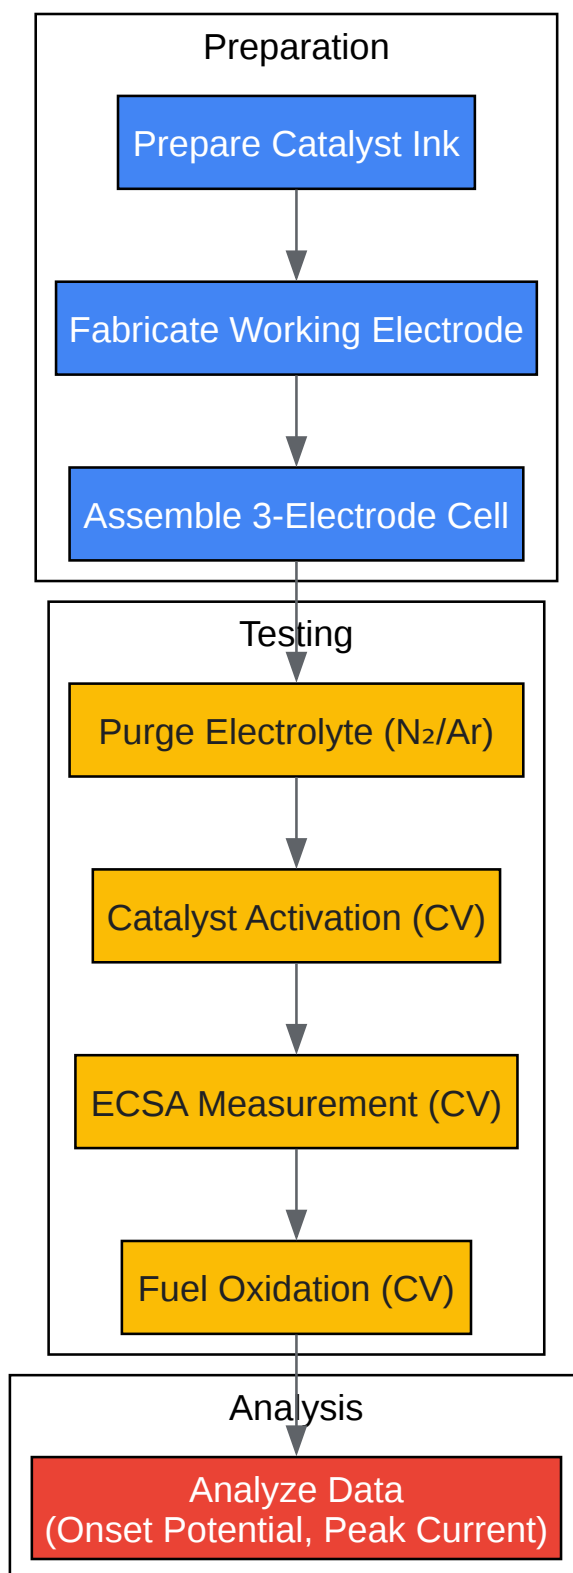 Preparation
Prepare Catalyst Ink
Fabricate Working Electrode
Assemble 3-Electrode Cell
Testing
Purge Electrolyte (N₂/Ar)
Catalyst Activation (CV)
ECSA Measurement (CV)
Fuel Oxidation (CV)
Analysis
Analyze Data
(Onset Potential, Peak Current)